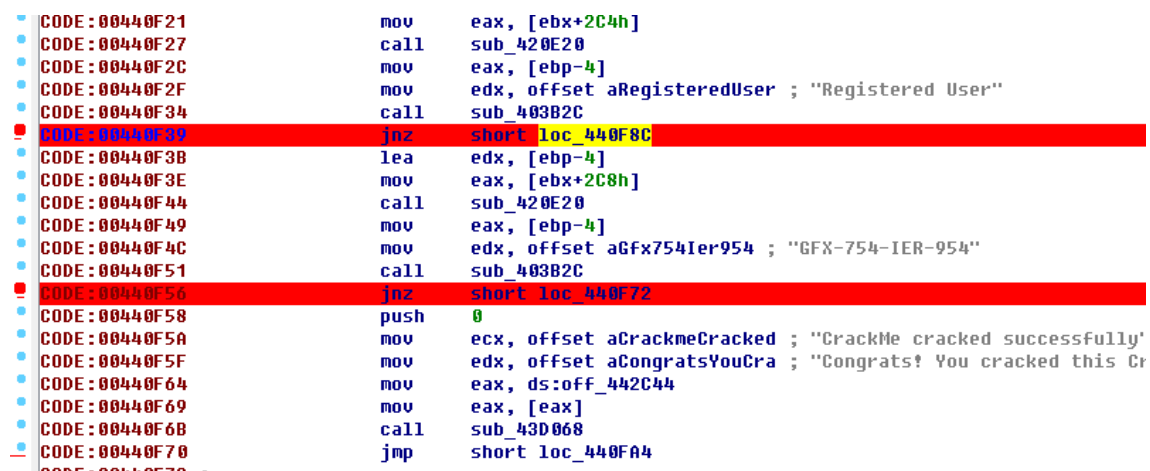 CODE:00440F21 mov eax, [ebx+2C4h]
CODE:00440F27 call sub_420E20
CODE:00440F2C mov eax, [ebp-4]
CODE:00440F2F mov edx, offset aRegisteredUser ; "Registered User"
CODE:00440F34 call sub_403B2C
CODE:00440F39 jnz short loc_440F8C
CODE:00440F3B lea edx, [ebp-4]
CODE:00440F3E mov eax, [ebx+2C8h]
CODE:00440F44 call sub_420E20
CODE:00440F49 mov eax, [ebp-4]
CODE:00440F4C mov edx, offset aGfx754Ier954 ; "GFX-754-IER-954"
CODE:00440F51 call sub_403B2C
CODE:00440F56 jnz short loc_440F72
CODE:00440F58 push 0
CODE:00440F5A mov ecx, offset aCrackmeCracked ; "CrackMe cracked successfully"
CODE:00440F5F mov edx, offset aCongratsYouCra ; "Congrats! You cracked this Cr
CODE:00440F64 mov eax, ds:off_442C44
CODE:00440F69 mov eax, [eax]
CODE:00440F6B call sub_43D068
CODE:00440F70 jmp short loc_440FA4